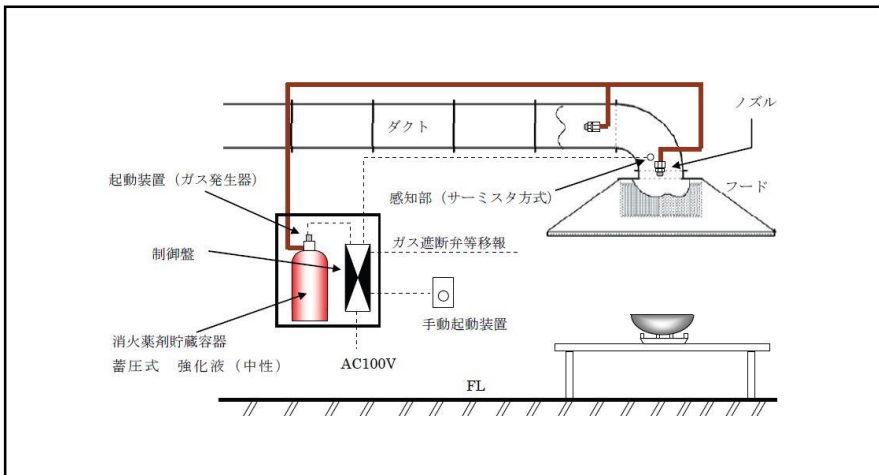 ノズル
ダクト
起動装置（ガス発生器）
感知部（サーミスタ方式）
フード
ガス遮断弁等移報
制御盤
手動起動装置
消火薬剤貯蔵容器
蓄圧式　強化液（中性）
AC100V
FL